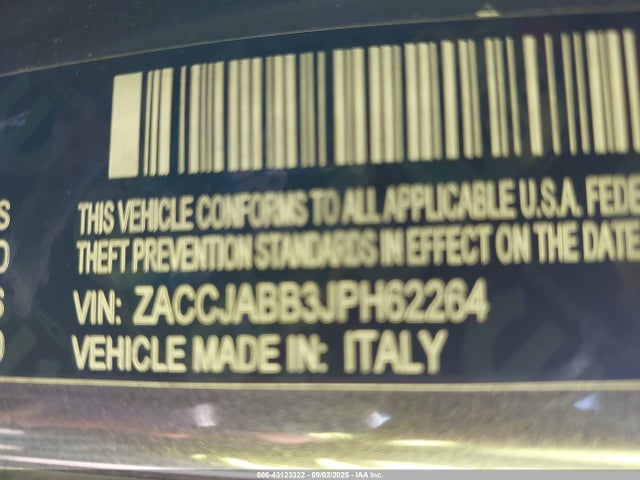 THIS VEHICLE CONFORMS TO ALL APPLICABLE U.S.A. FEDE
THEFT PREVENTION STANDARDS IN EFFECT ON THE DATE
VIN: ZACCJABB3JPH62264
VEHICLE MADE IN: ITALY
000-43123322 - 09/02/2025 - IAA Inc.